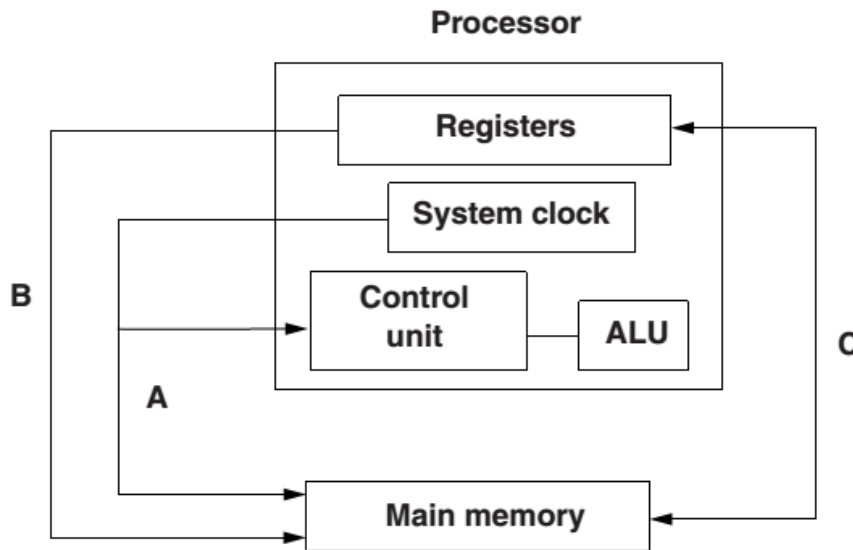 Processor
Registers
System clock
Control
unit
ALU
B
C
A
Main memory